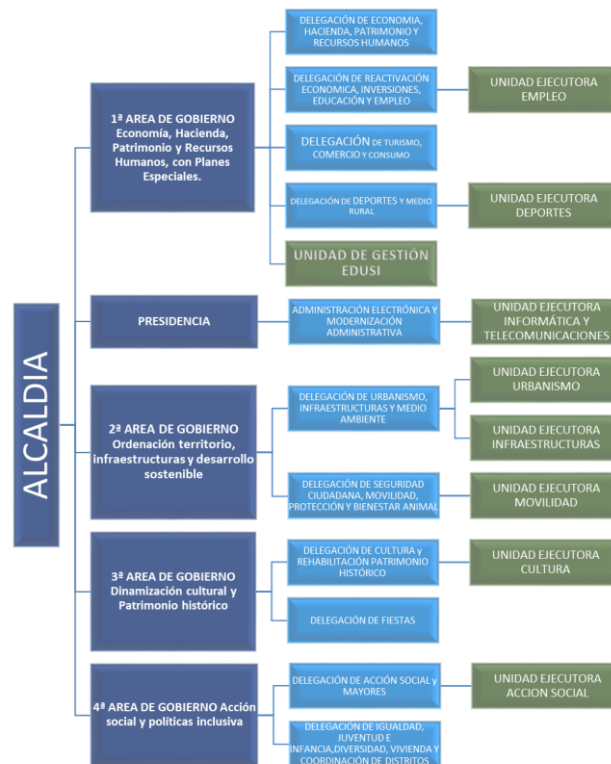 ALCALDIA
1ª AREA DE GOBIERNO
Economía, Hacienda,
Patrimonio y Recursos
Humanos, con Planes
Especiales.
DELEGACIÓN DE ECONOMIA,
HACIENDA, PATRIMONIO Y
RECURSOS HUMANOS
DELEGACIÓN DE REACTIVACIÓN
ECONOMICA, INVERSIONES,
EDUCACIÓN Y EMPLEO
UNIDAD EJECUTORA
EMPLEO
DELEGACIÓN DE TURISMO,
COMERCIO Y CONSUMO
DELEGACIÓN DE DEPORTES Y MEDIO
RURAL
UNIDAD EJECUTORA
DEPORTES
UNIDAD DE GESTIÓN
EDUSI
PRESIDENCIA
ADMINISTRACIÓN ELECTRÓNICA Y
MODERNIZACIÓN
ADMINISTRATIVA
UNIDAD EJECUTORA
INFORMÁTICA Y
TELECOMUNICACIONES
2ª AREA DE GOBIERNO
Ordenación territorio,
infraestructuras y desarrollo
sostenible
DELEGACIÓN DE URBANISMO,
INFRAESTRUCTURAS Y MEDIO
AMBIENTE
UNIDAD EJECUTORA
URBANISMO
UNIDAD EJECUTORA
INFRAESTRUCTURAS
DELEGACIÓN DE SEGURIDAD
CIUDADANA, MOVILIDAD,
PROTECCIÓN Y BIENESTAR ANIMAL
UNIDAD EJECUTORA
MOVILIDAD
3ª AREA DE GOBIERNO
Dinamización cultural y
Patrimonio histórico
DELEGACIÓN DE CULTURA y
REHABILITACIÓN PATRIMONIO
HISTÓRICO
UNIDAD EJECUTORA
CULTURA
DELEGACIÓN DE FIESTAS
4ª AREA DE GOBIERNO Acción
social y políticas inclusiva
DELEGACIÓN DE ACCIÓN SOCIAL y
MAYORES
UNIDAD EJECUTORA
ACCION SOCIAL
DELEGACIÓN DE IGUALDAD,
JUVENTUD E
INFANCIA,DIVERSIDAD, VIVIENDA Y
COORDINACIÓN DE DISTRITOS